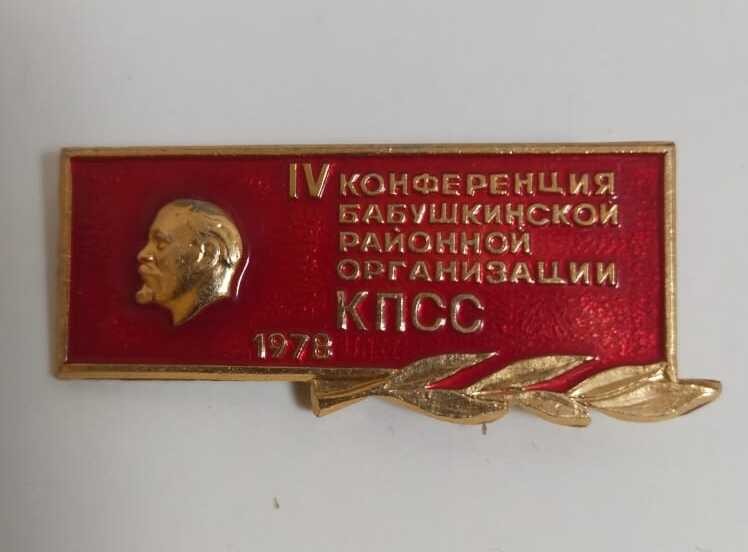 IV КОНФЕРЕНЦИЯ
БАБУШКИНСКОЙ
РАЙОННОЙ
ОРГАНИЗАЦИИ
КПСС
1978